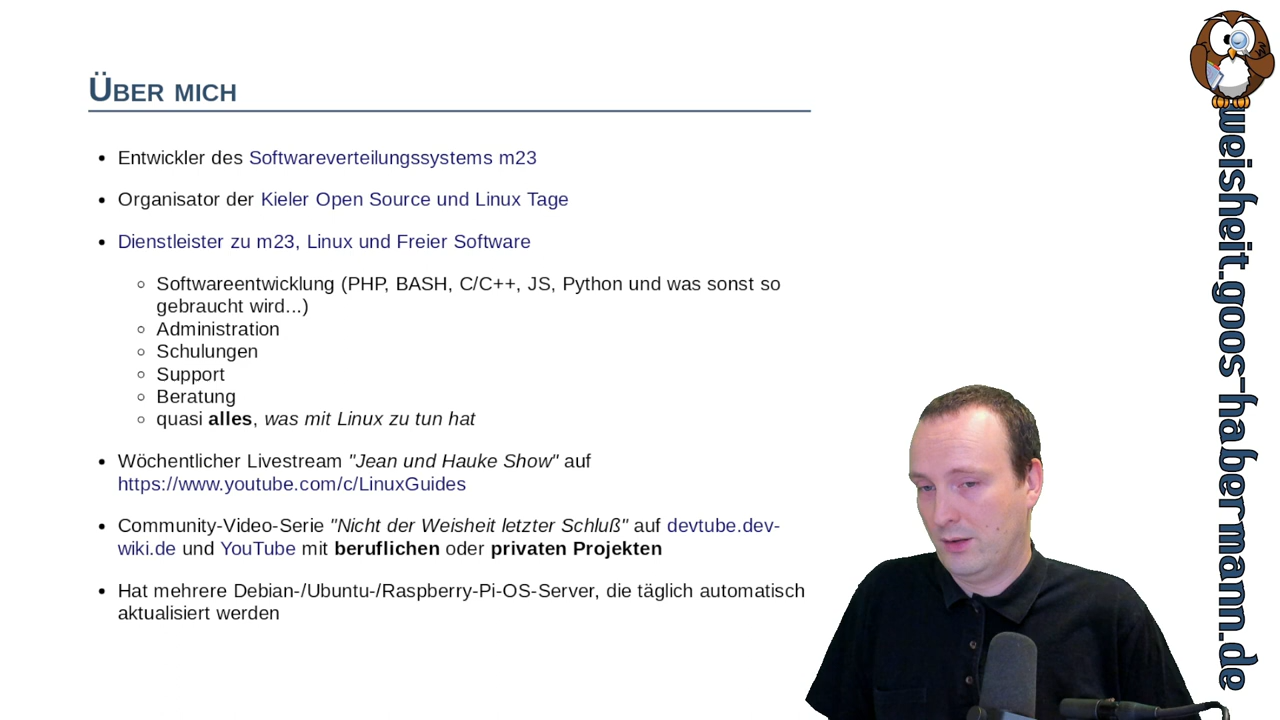 Über mich
Entwickler des Softwareverteilungssystems m23
Organisator der Kieler Open Source und Linux Tage
Dienstleister zu m23, Linux und Freier Software
Softwareentwicklung (PHP, BASH, C/C++, JS, Python und was sonst so
gebraucht wird...)
Administration
Schulungen
Support
Beratung
quasi alles, was mit Linux zu tun hat
Wöchentlicher Livestream "Jean und Hauke Show" auf
https://www.youtube.com/c/LinuxGuides
Community-Video-Serie "Nicht der Weisheit letzter Schluß" auf devtube.dev-
wiki.de und YouTube mit beruflichen oder privaten Projekten
Hat mehrere Debian-/Ubuntu-/Raspberry-Pi-OS-Server, die täglich automatisch
aktualisiert werden
weisheit.goos-habermann.de